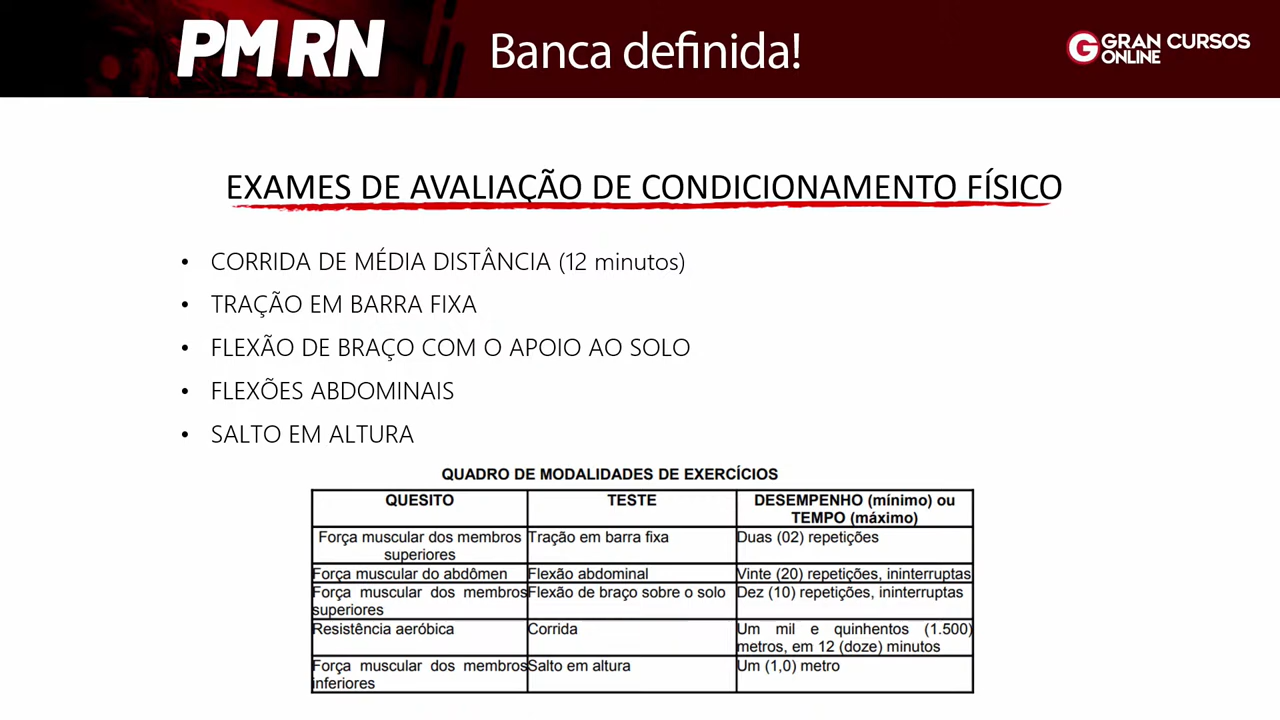 PM RN
Banca definida!
GRAN CURSOS
ONLINE
EXAMES DE AVALIAÇÃO DE CONDICIONAMENTO FÍSICO
• CORRIDA DE MÉDIA DISTÂNCIA (12 minutos)
• TRAÇÃO EM BARRA FIXA
• FLEXÃO DE BRAÇO COM O APOIO AO SOLO
• FLEXÕES ABDOMINAIS
• SALTO EM ALTURA
QUADRO DE MODALIDADES DE EXERCÍCIOS
QUESITO TESTE DESEMPENHO (mínimo) ou
TEMPO (máximo)
Força muscular dos membros Tração em barra fixa Duas (02) repetições
superiores
Força muscular do abdômen Flexão abdominal Vinte (20) repetições, ininterruptas
Força muscular dos membros Flexão de braço sobre o solo Dez (10) repetições, ininterruptas
superiores
Resistência aeróbica Corrida Um mil e quinhentos (1.500)
metros, em 12 (doze) minutos
Força muscular dos membros Salto em altura Um (1,0) metro
inferiores